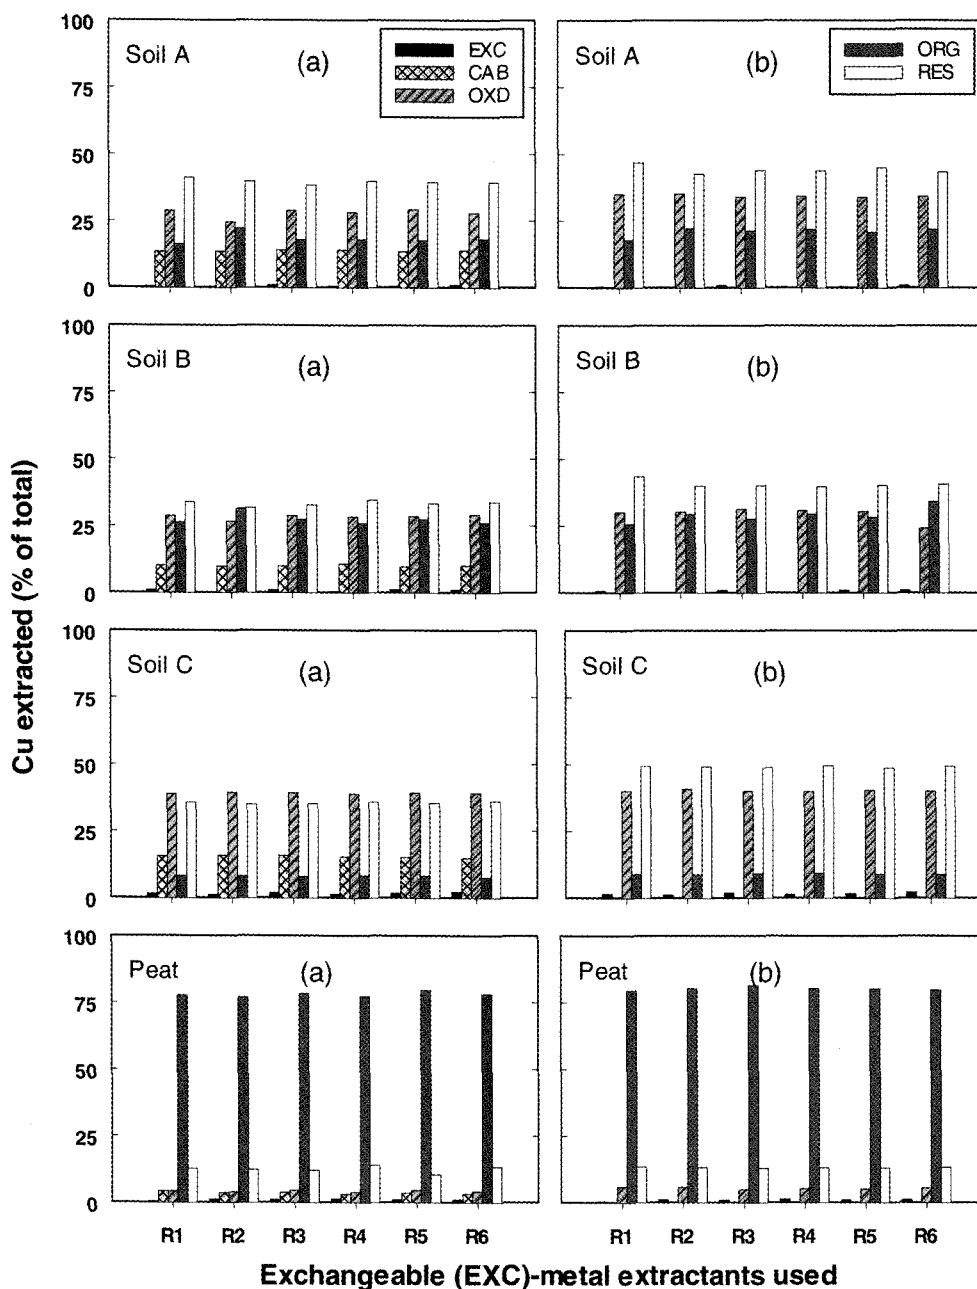 100
75
50
25
0
Soil A
(a)
EXC
CAB
OXD
Soil A
(b)
ORG
RES
100
75
50
25
0
Soil B
(a)
Soil B
(b)
100
75
50
25
0
Soil C
(a)
Soil C
(b)
100
75
50
25
0
Peat
(a)
Peat
(b)
Cu extracted (% of total)
R1 R2 R3 R4 R5 R6
R1 R2 R3 R4 R5 R6
Exchangeable (EXC)-metal extractants used